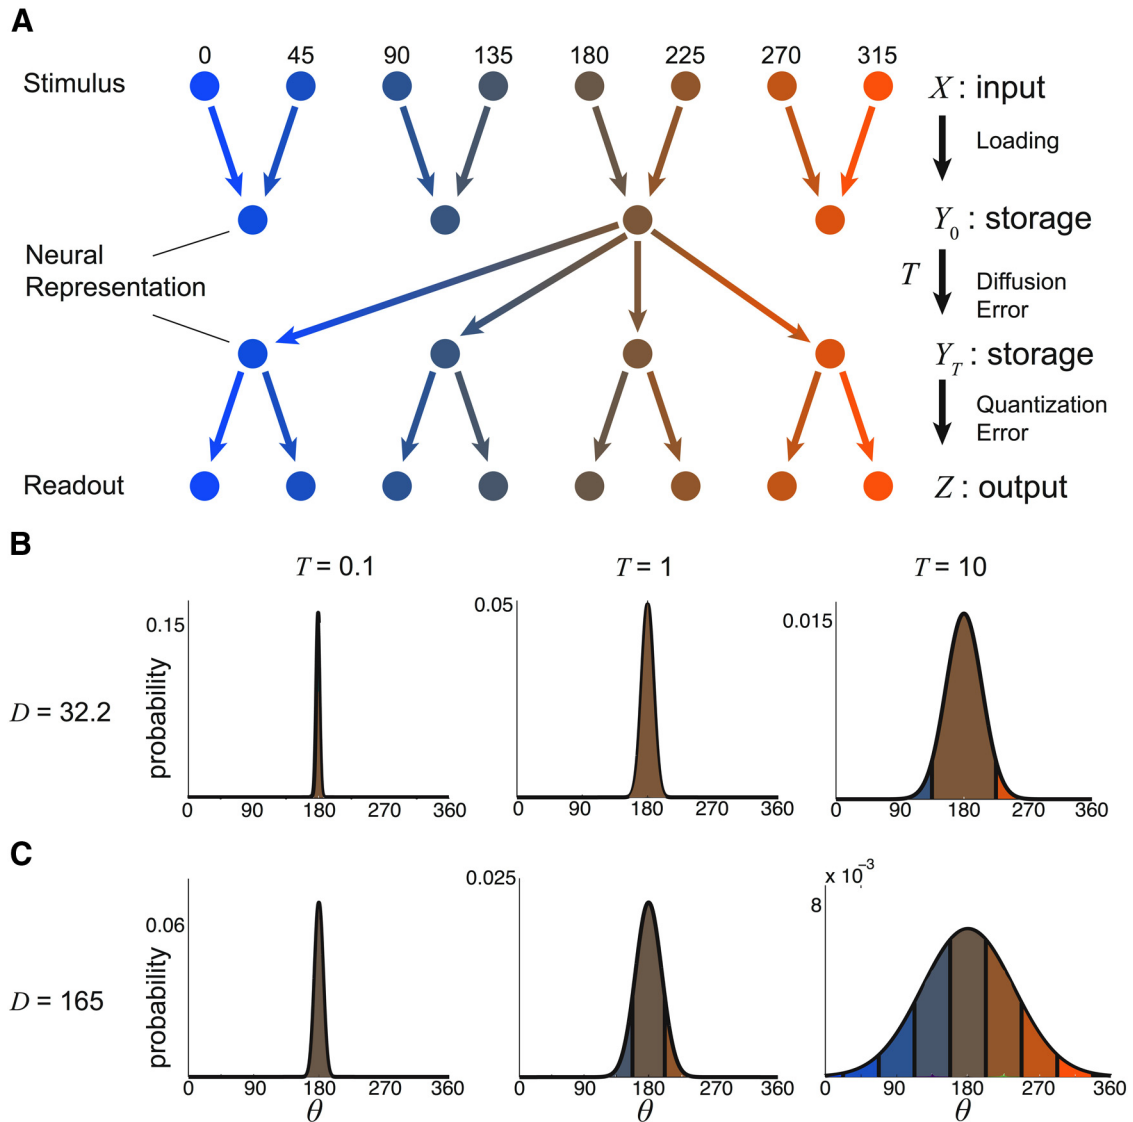 A
0 45 90 135 180 225 270 315
Stimulus
X : input
Loading
Y0 : storage
Neural
Representation
T
Diffusion
Error
YT : storage
Quantization
Error
Readout
Z : output
B
T = 0.1 T = 1 T = 10
D = 32.2
probability
0.15
0 90 180 270 360
0.05
0 90 180 270 360
0.015
0 90 180 270 360
C
D = 165
probability
0.06
0 90 180 270 360
θ
0.025
0 90 180 270 360
θ
x 10-3
8
0 90 180 270 360
θ